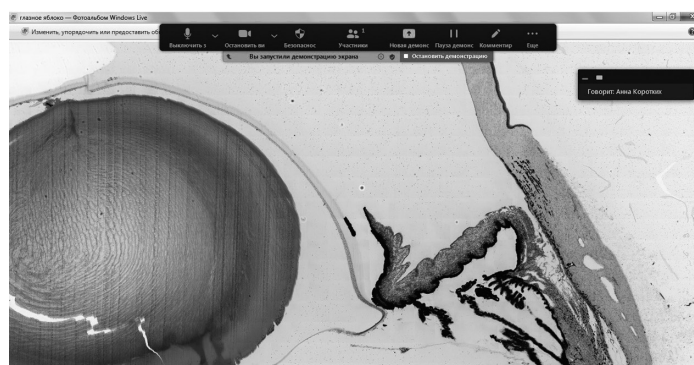 глазное яблоко — Фотоальбом Windows Live
Изменить, упорядочить или предоставить об
Выключить з
Остановить ви
Безопаснос
Участники
1
Новая демонс
Пауза демонс
Комментир
Еще
Вы запустили демонстрацию экрана
Остановить демонстрацию
Говорит: Анна Коротких